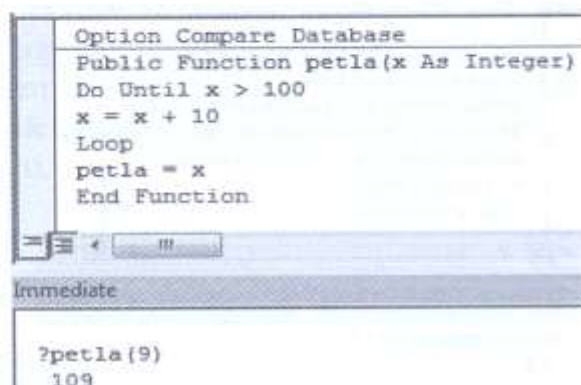 Option Compare Database
Public Function petla(x As Integer)
Do Until x > 100
x = x + 10
Loop
petla = x
End Function
Immediate
?petla(9)
109